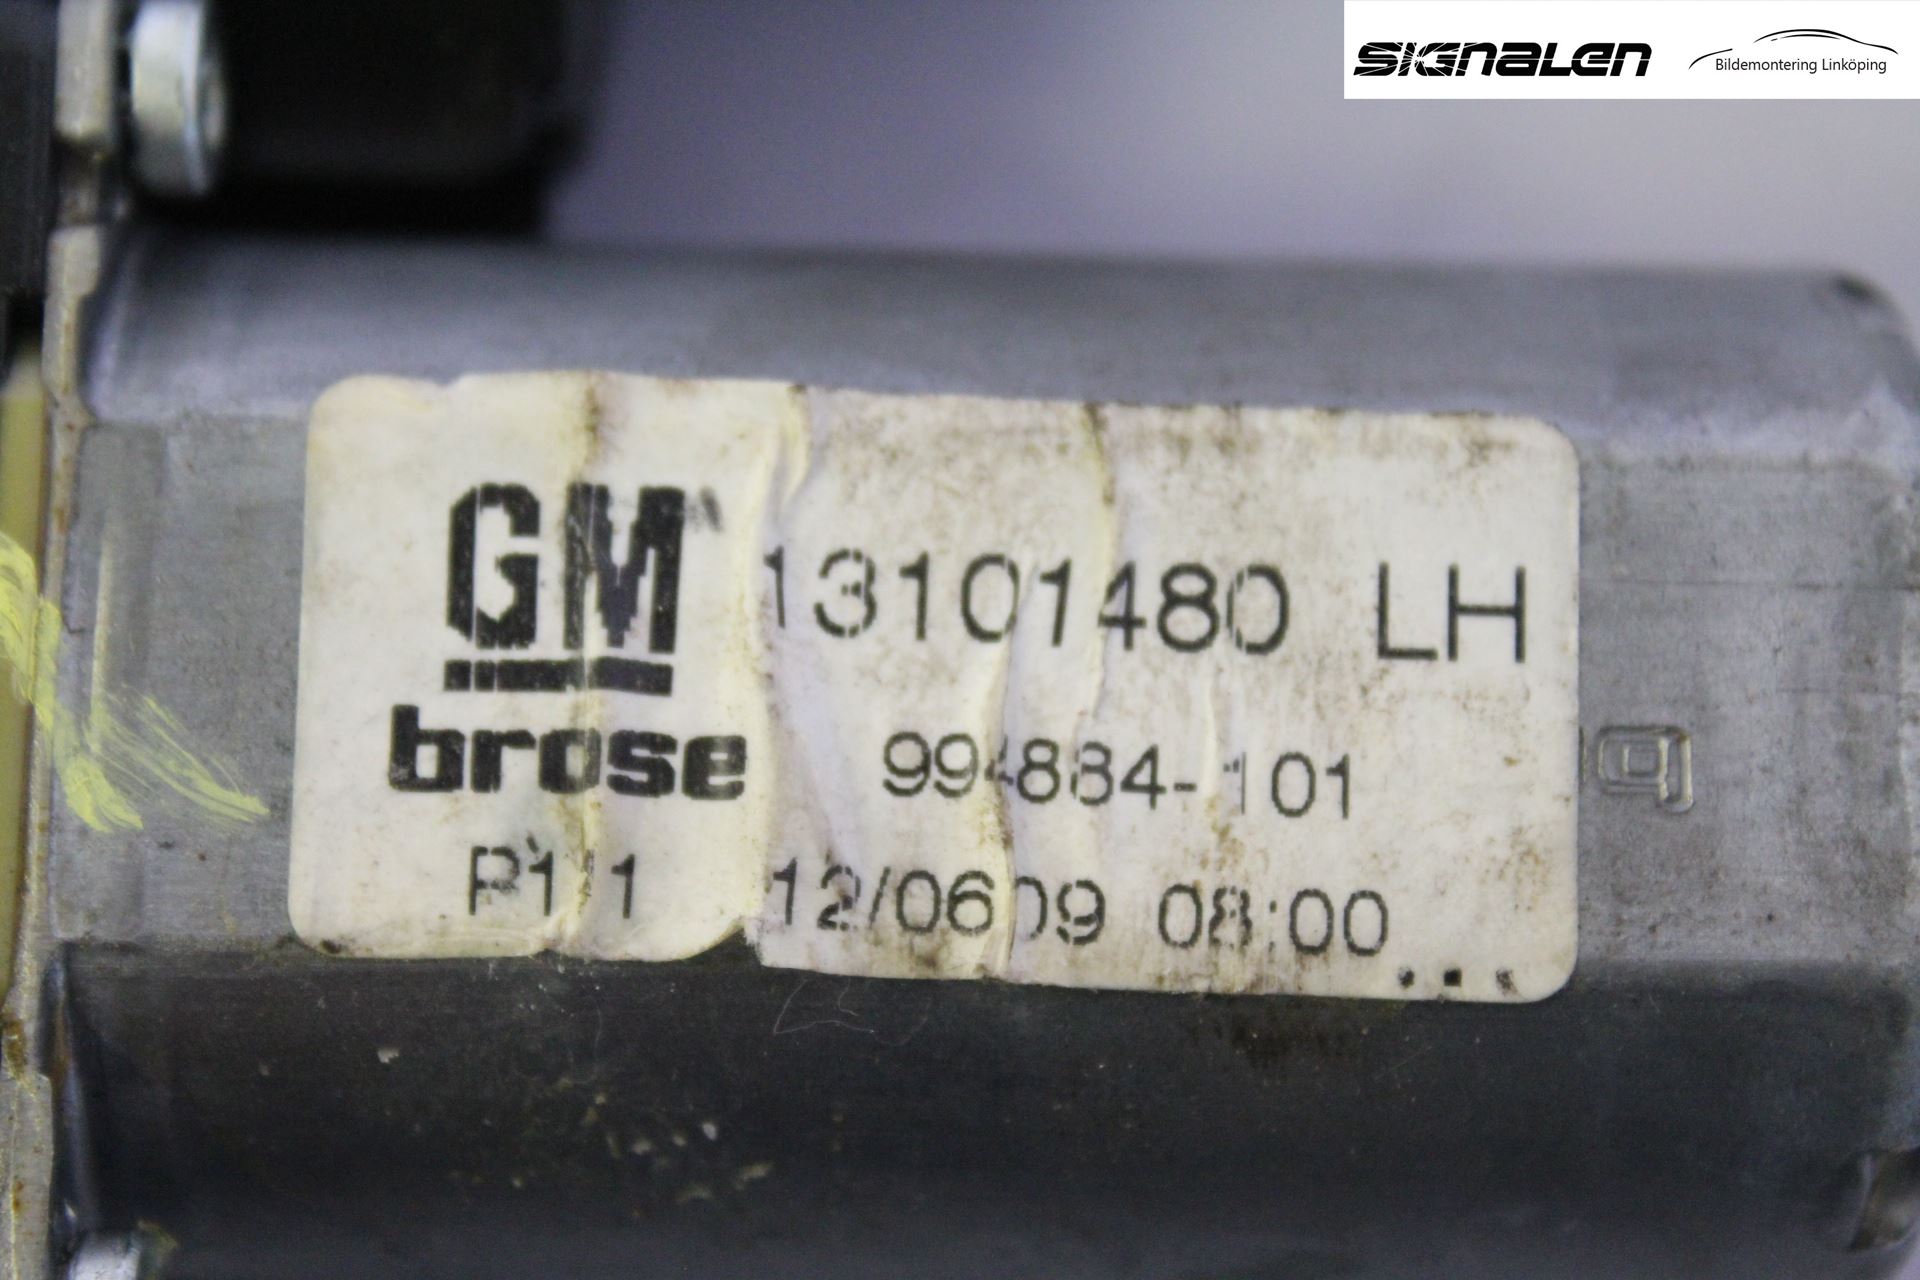 SIGNALEN
Bildemontering Linköping
GM
13101480 LH
brose
994884-101
12/0609 08:00